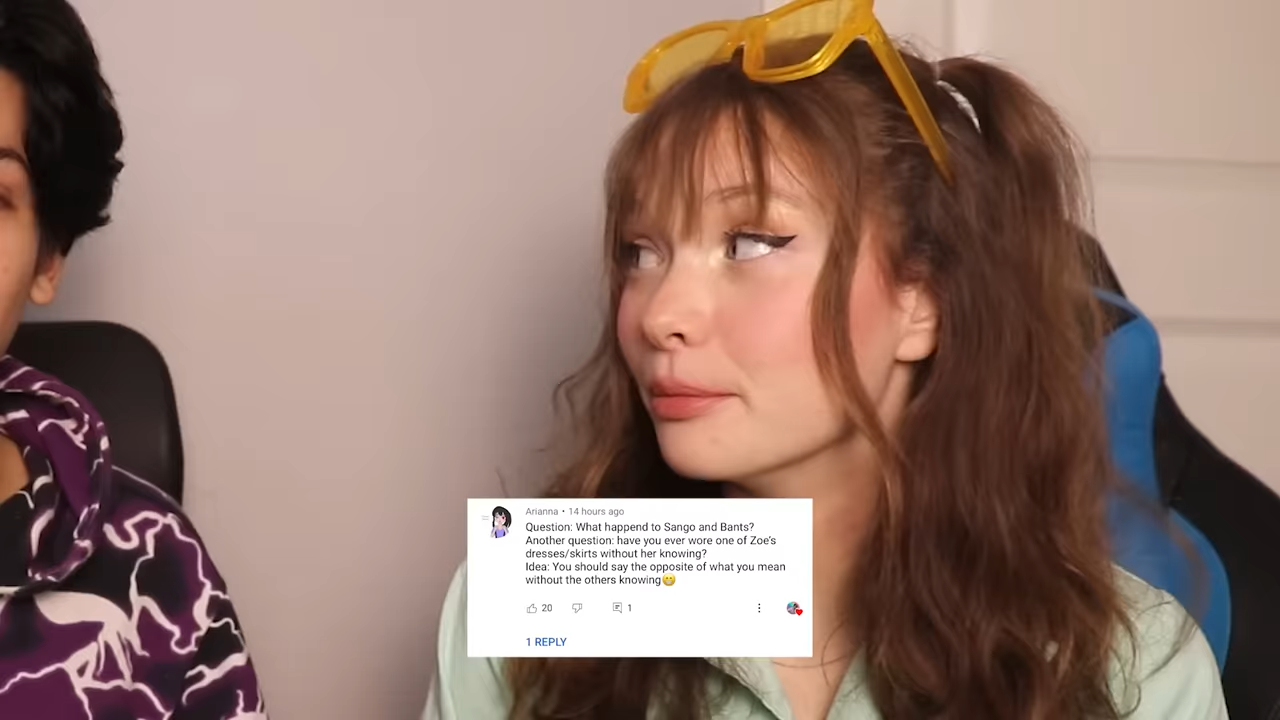 Arianna • 14 hours ago
Question: What happend to Sango and Bants?
Another question: have you ever wore one of Zoe's
dresses/skirts without her knowing?
Idea: You should say the opposite of what you mean
without the others knowing😁
20
1
1 REPLY